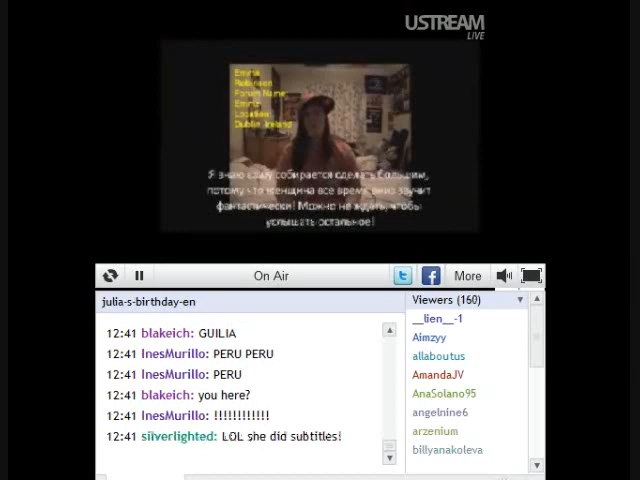 USTREAM
LIVE
Emma
Robinson
Forum Name:
Emma
Location:
Dublin Ireland
Я знаю собирается сделать большим,
потому что женщина все время вниз звучит
фантастически! Можно не ждать, чтобы
услышать остальное!
On Air
More
julia-s-birthday-en
Viewers (160)
12:41 blakeich: GUILIA
12:41 InesMurillo: PERU PERU
12:41 InesMurillo: PERU
12:41 blakeich: you here?
12:41 InesMurillo: !!!!!!!!!!!!
12:41 silverlighted: LOL she did subtitles!
__lien__-1
Aimzyy
allaboutus
AmandaJV
AnaSolano95
angelnine6
arzenium
billyanakoleva